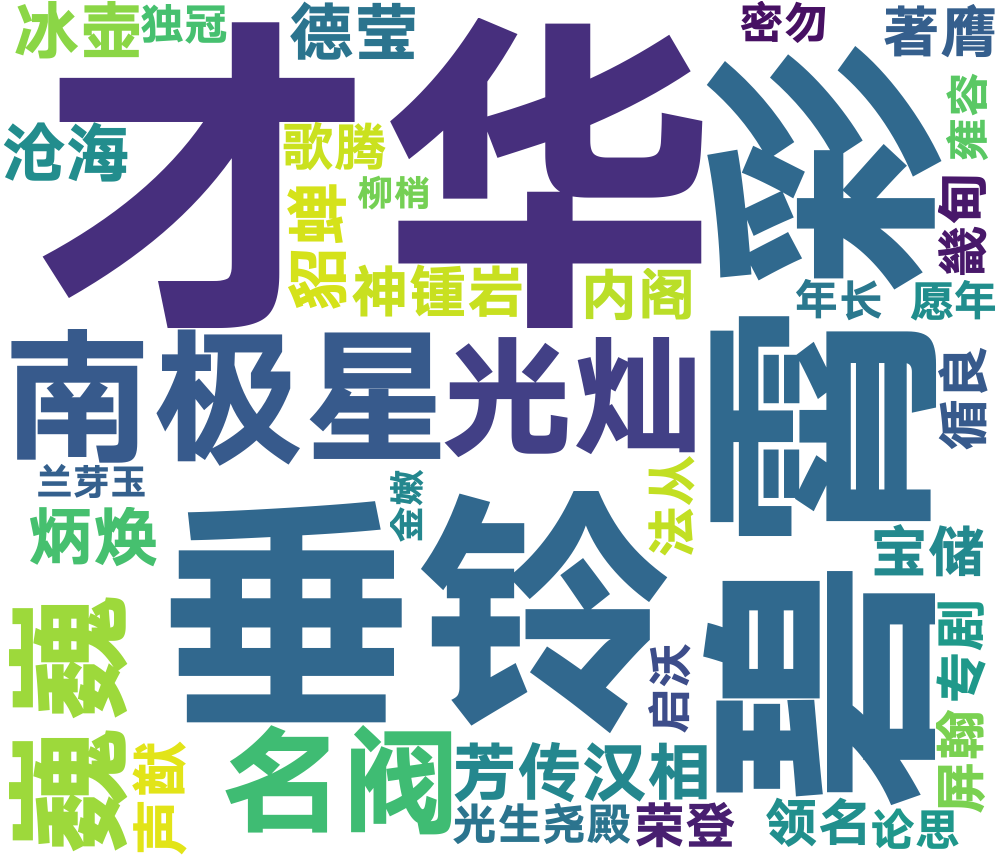 冰壶
独冠
德莹
密勿
著膺
才华
碧霄彩
沧海
歌腾
雍容
柳梢
貂蝉
畿甸
神锺岩
内阁
年长
愿年
南极星
光灿
循良
兰芽玉
金嫩
法从
炳焕
垂铃
宝储
巍巍
专剧
启沃
屏翰
声猷
名阀
芳传汉相
光生尧殿
荣登
领名
论思